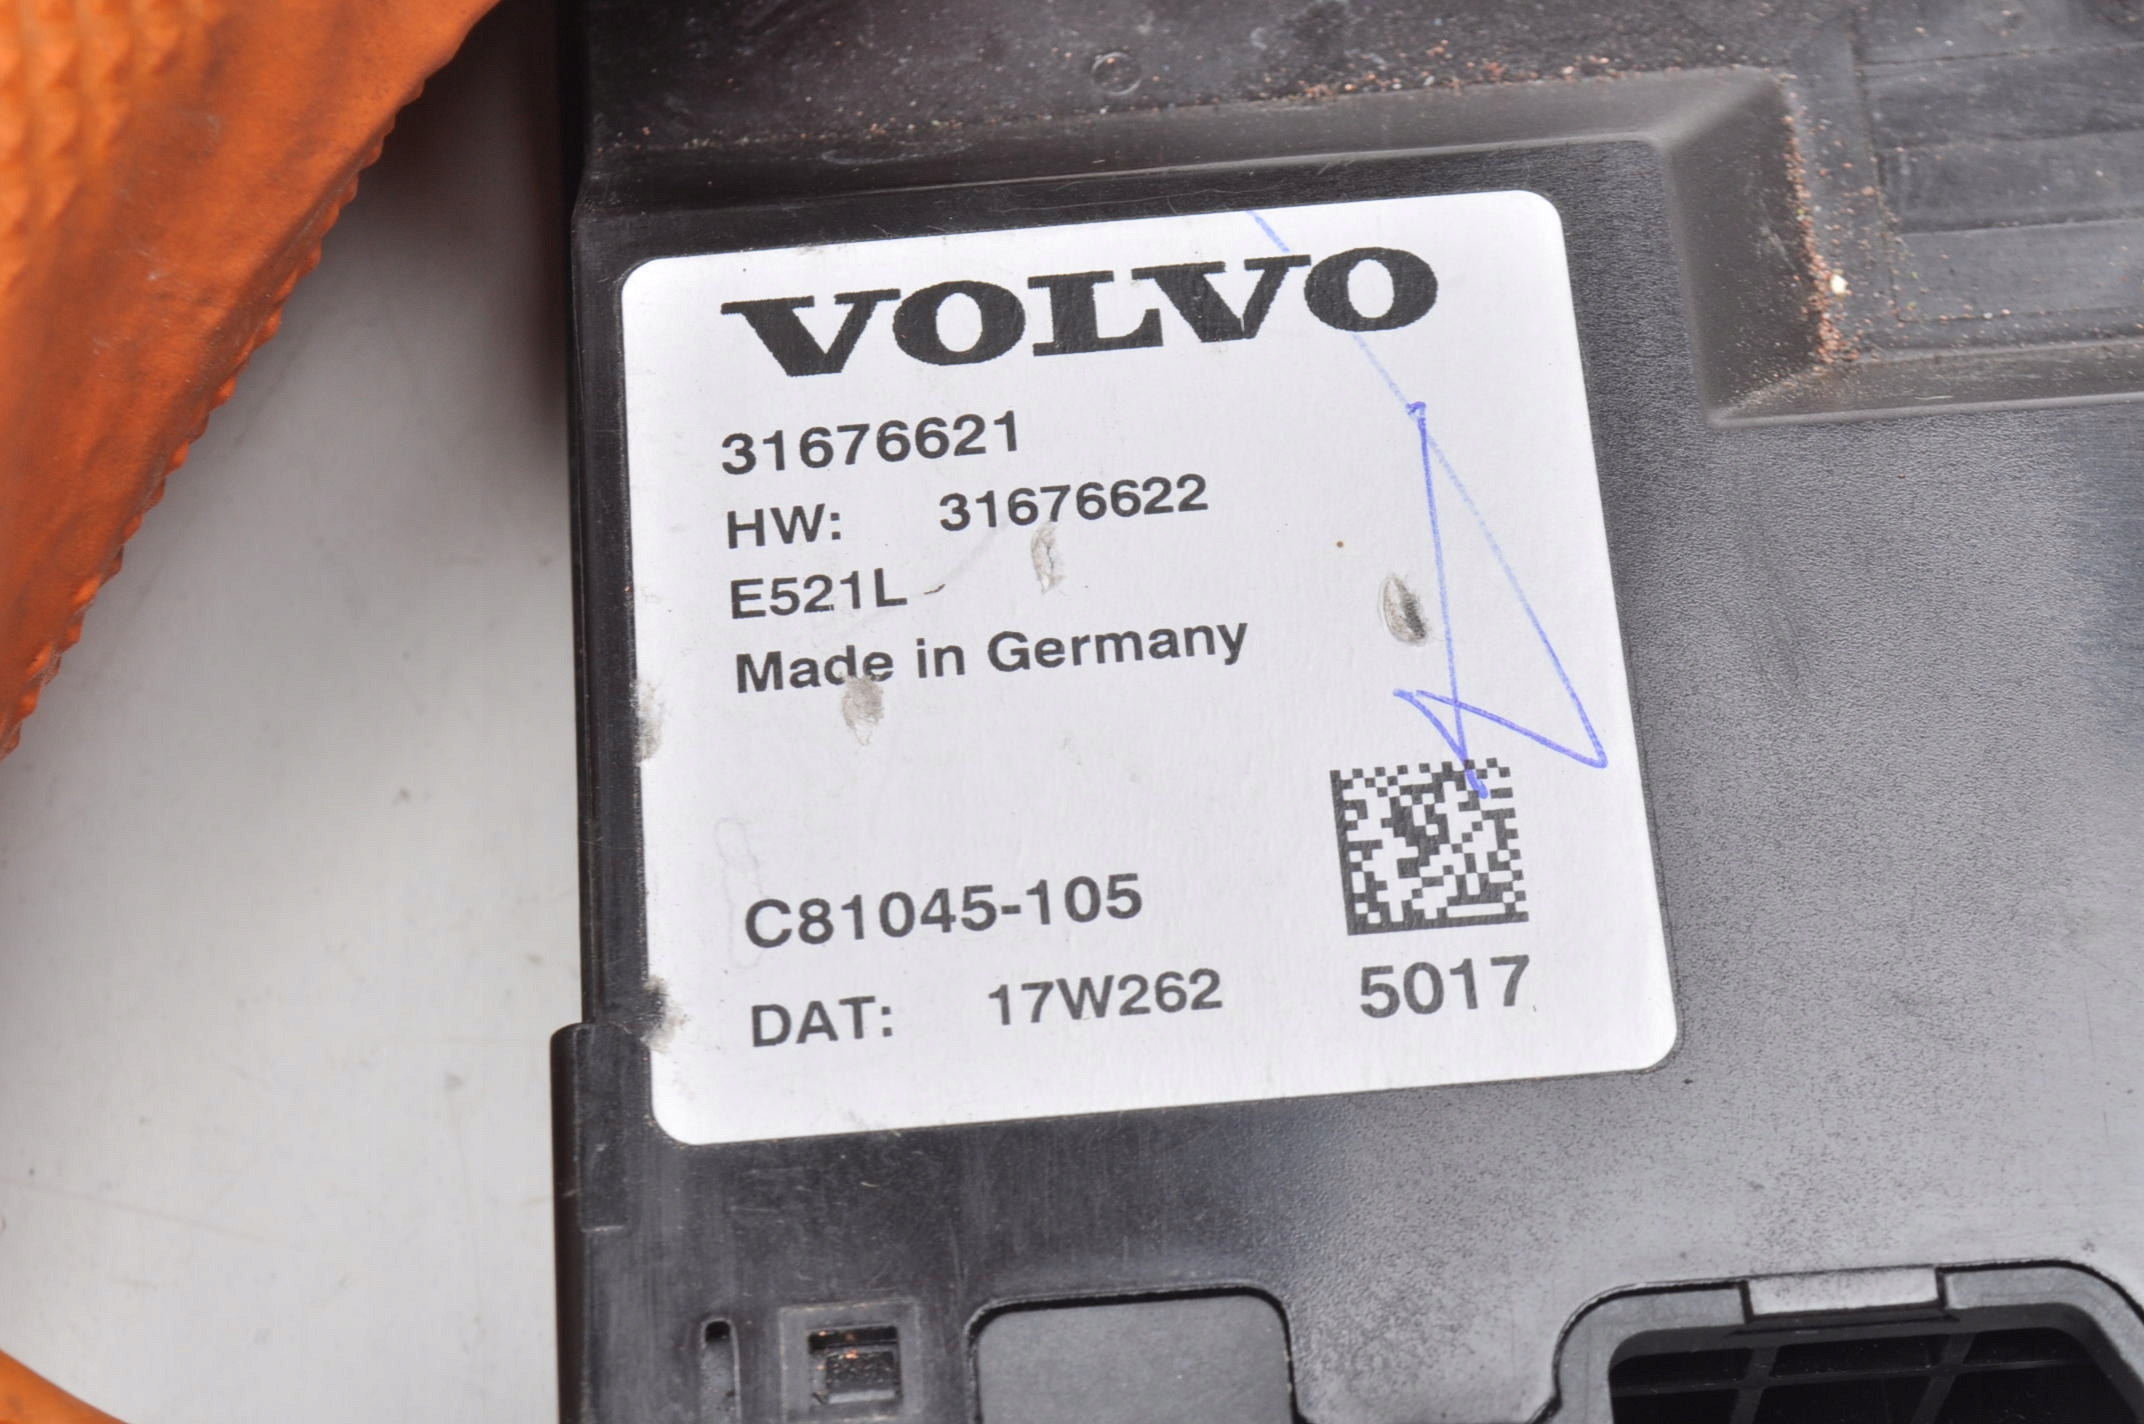 VOLVO
31676621
HW: 31676622
E521L
Made in Germany
C81045-105
DAT: 17W262 5017